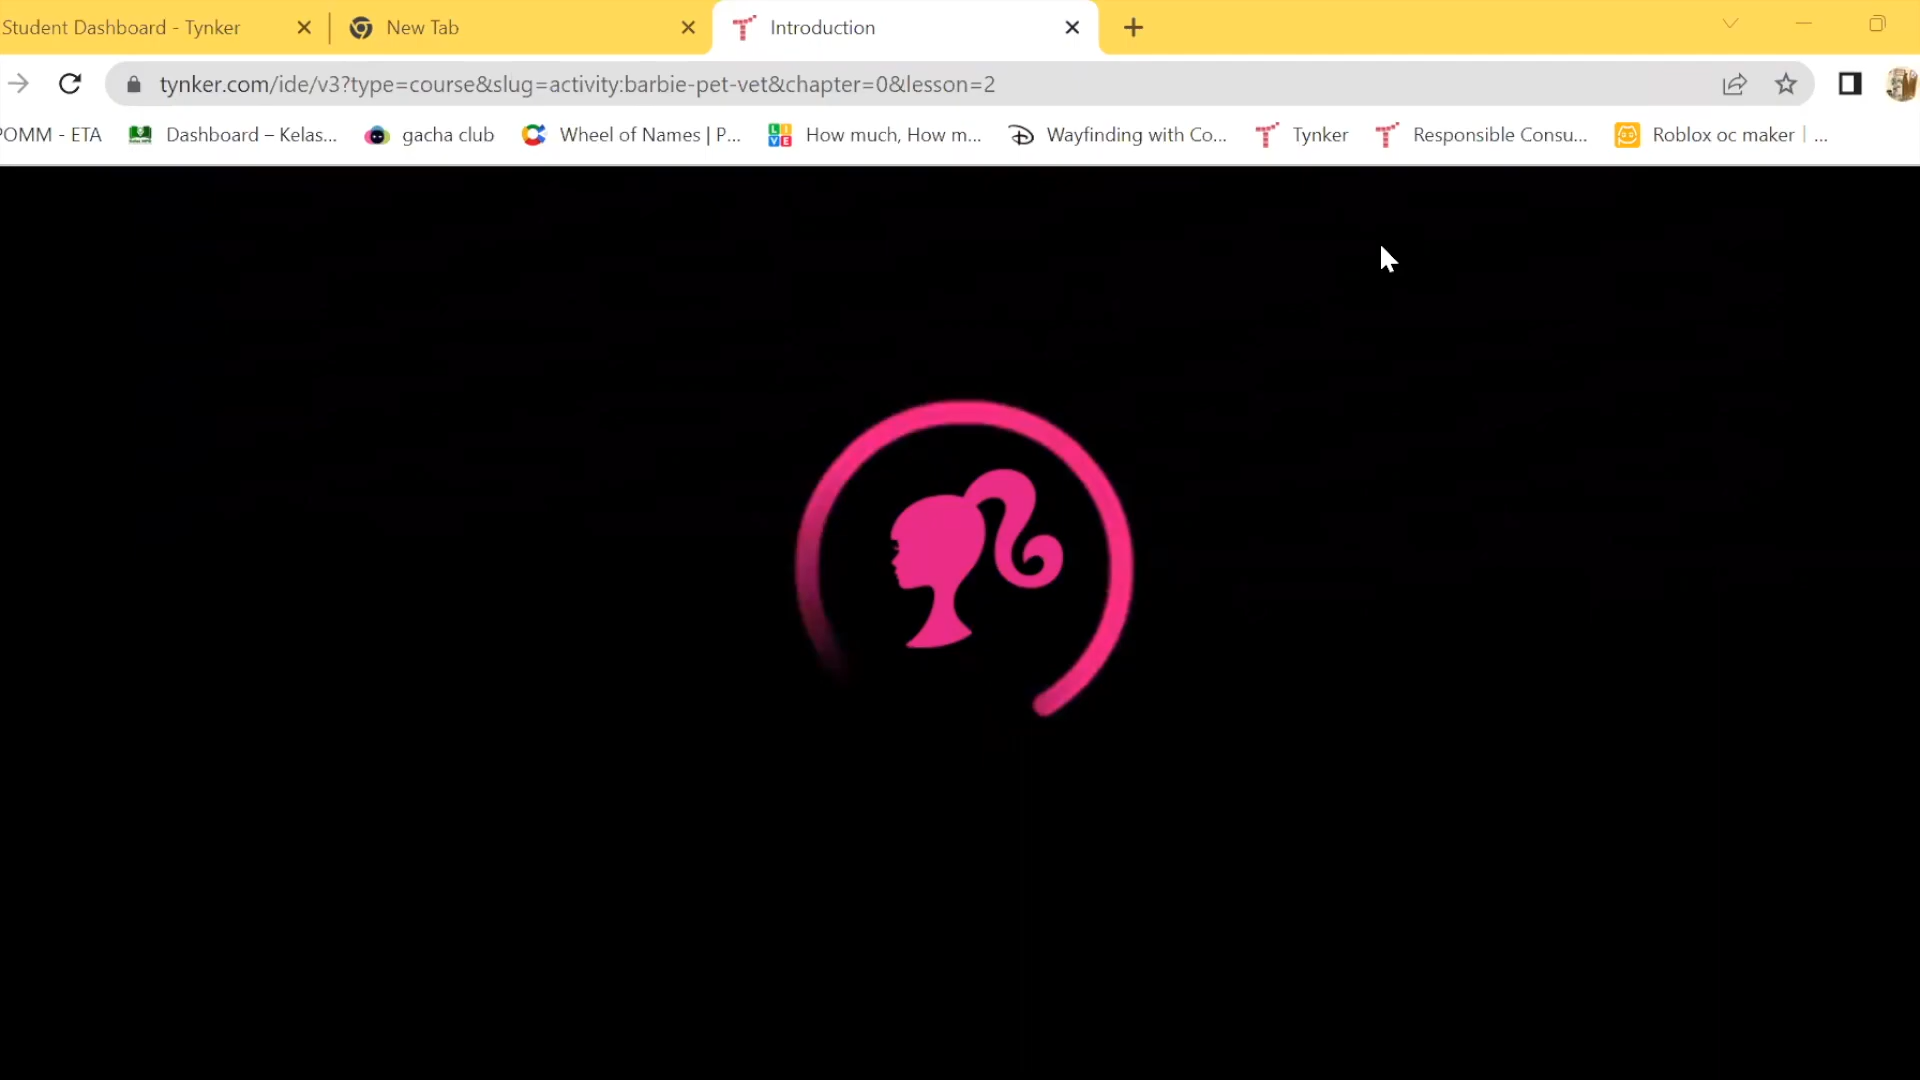 Student Dashboard - Tynker
New Tab
Introduction
tynker.com/ide/v3?type=course&slug=activity:barbie-pet-vet&chapter=0&lesson=2
POMM - ETA
Dashboard – Kelas...
gacha club
Wheel of Names | P...
LIVE
How much, How m...
Wayfinding with Co...
Tynker
Responsible Consu...
Roblox oc maker | ...